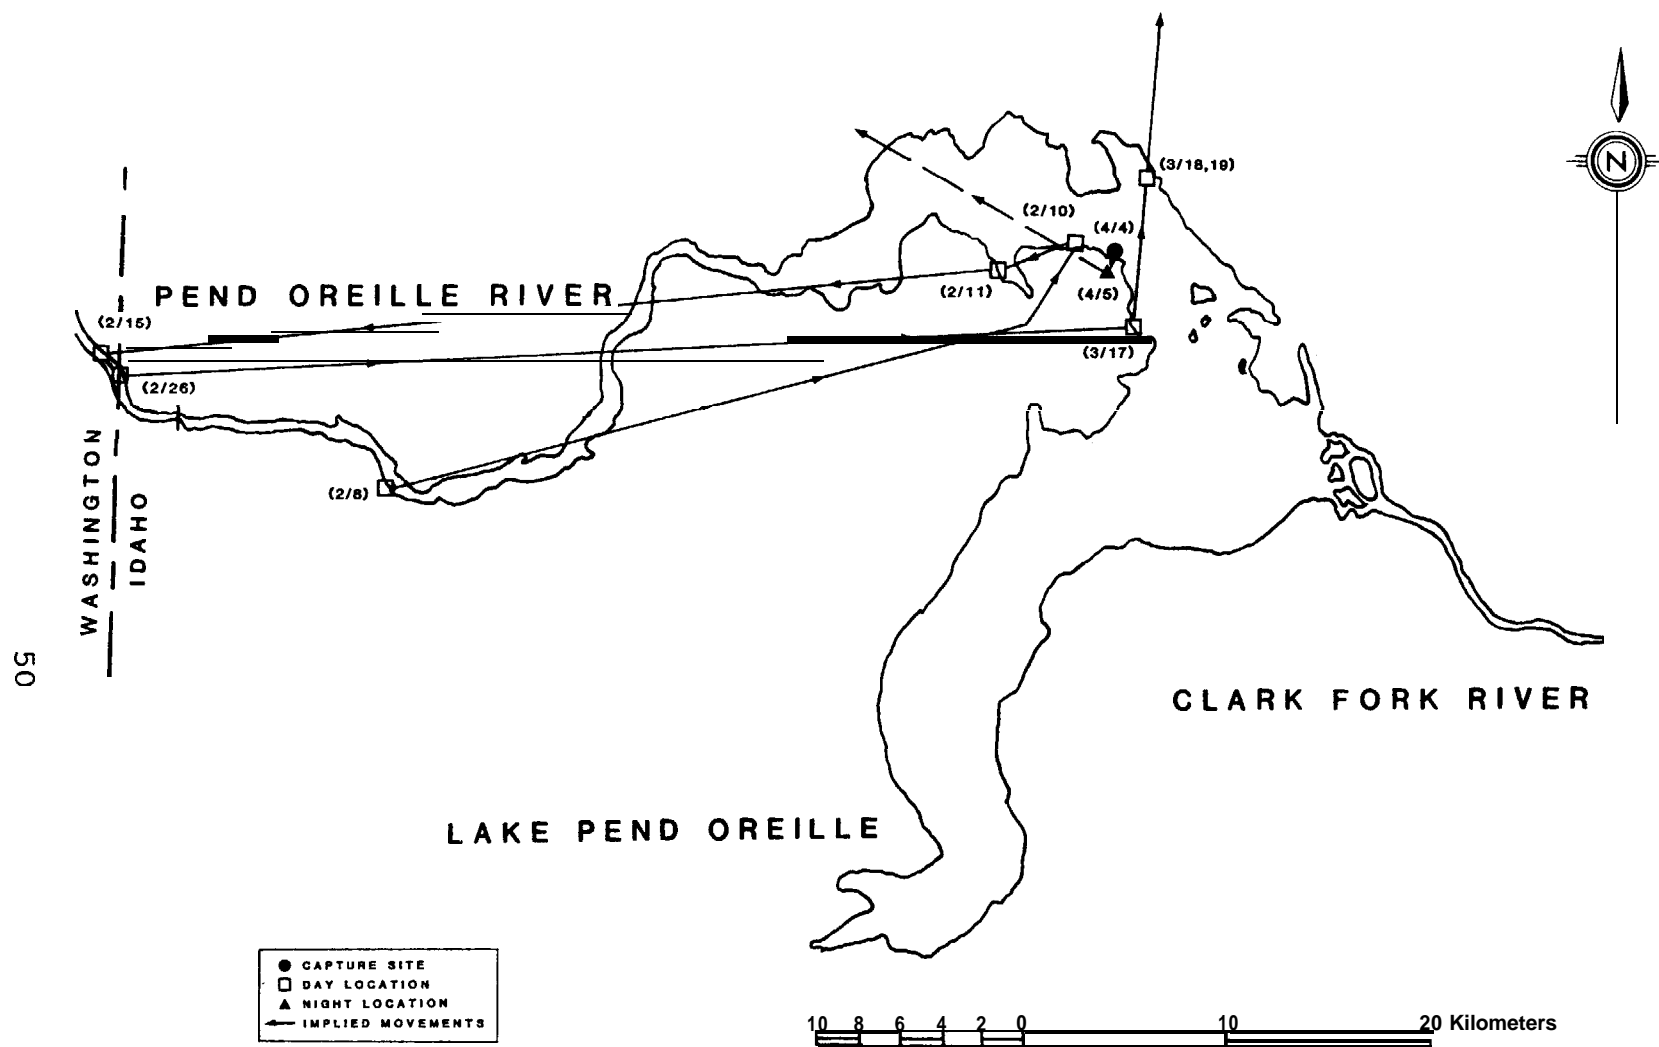 (3/18,19)
N
(2/10)
(4/4)
PEND OREILLE RIVER
(2/11)
(4/5)
(2/15)
(3/17)
(2/26)
(2/8)
WASHINGTON
IDAHO
50
CLARK FORK RIVER
LAKE PEND OREILLE
CAPTURE SITE
DAY LOCATION
NIGHT LOCATION
IMPLIED MOVEMENTS
10 8 6 4 2 0 10 20 Kilometers